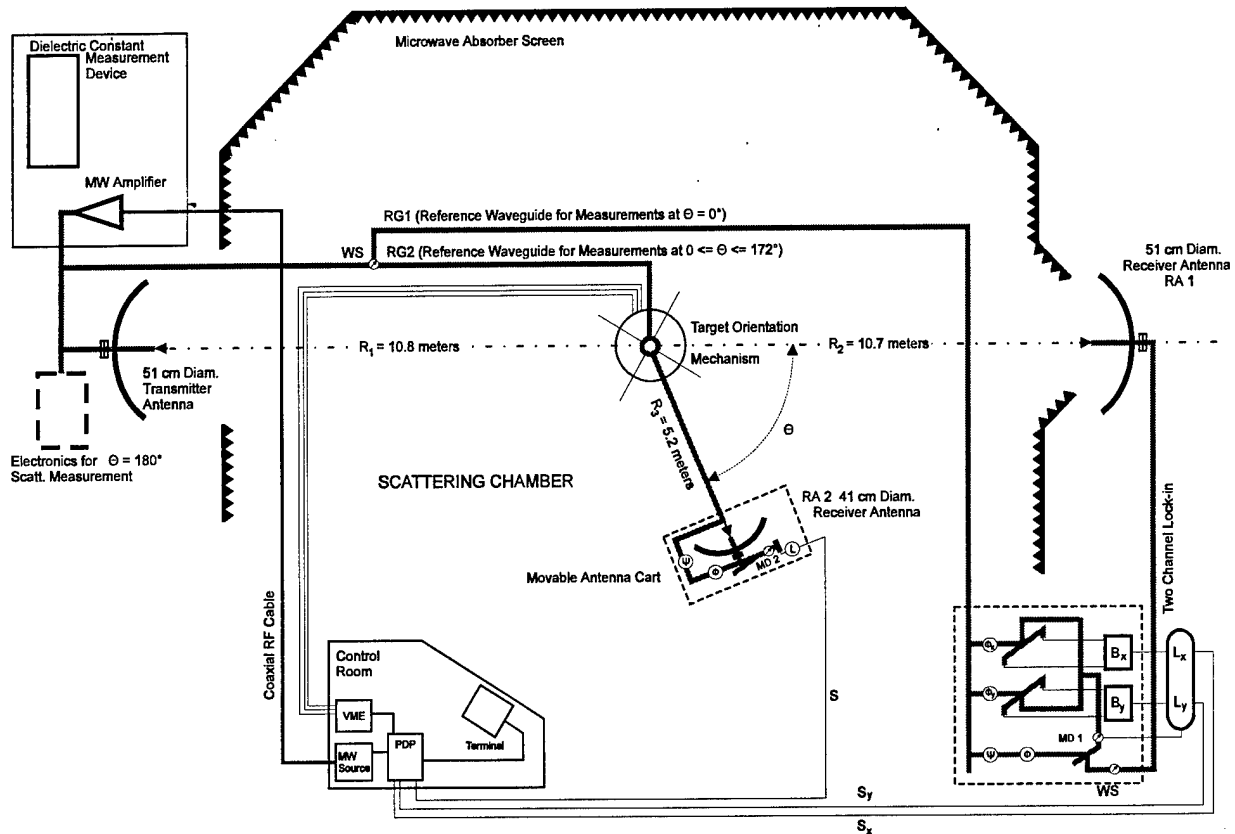 Dielectric Constant
Measurement
Device
Microwave Absorber Screen
MW Amplifier
RG1 (Reference Waveguide for Measurements at Θ = 0°)
WS
RG2 (Reference Waveguide for Measurements at 0 <= Θ <= 172°)
51 cm Diam.
Receiver Antenna
RA 1
Target Orientation
Mechanism
R1 = 10.8 meters
R2 = 10.7 meters
51 cm Diam.
Transmitter
Antenna
R3 = 5.2 meters
Θ
Electronics for Θ = 180°
Scatt. Measurement
SCATTERING CHAMBER
RA 2 41 cm Diam.
Receiver Antenna
Ψ
Φ
MD 2
L
Movable Antenna Cart
Two Channel Lock-in
Coaxial RF Cable
Control
Room
VME
PDP
Terminal
MW
Source
S
Φx
Bx
Lx
Φy
By
Ly
MD 1
Ψ
Φ
WS
Sy
Sx